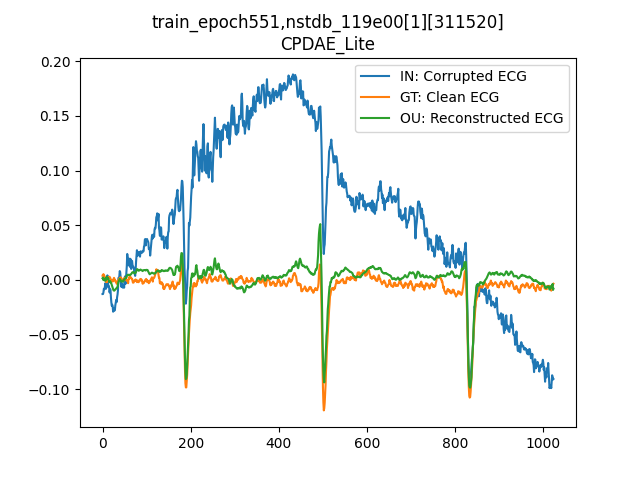 train_epoch551,nstdb_119e00[1][311520]
CPDAE_Lite
IN: Corrupted ECG
GT: Clean ECG
OU: Reconstructed ECG
0.20
0.15
0.10
0.05
0.00
−0.05
−0.10
0 200 400 600 800 1000